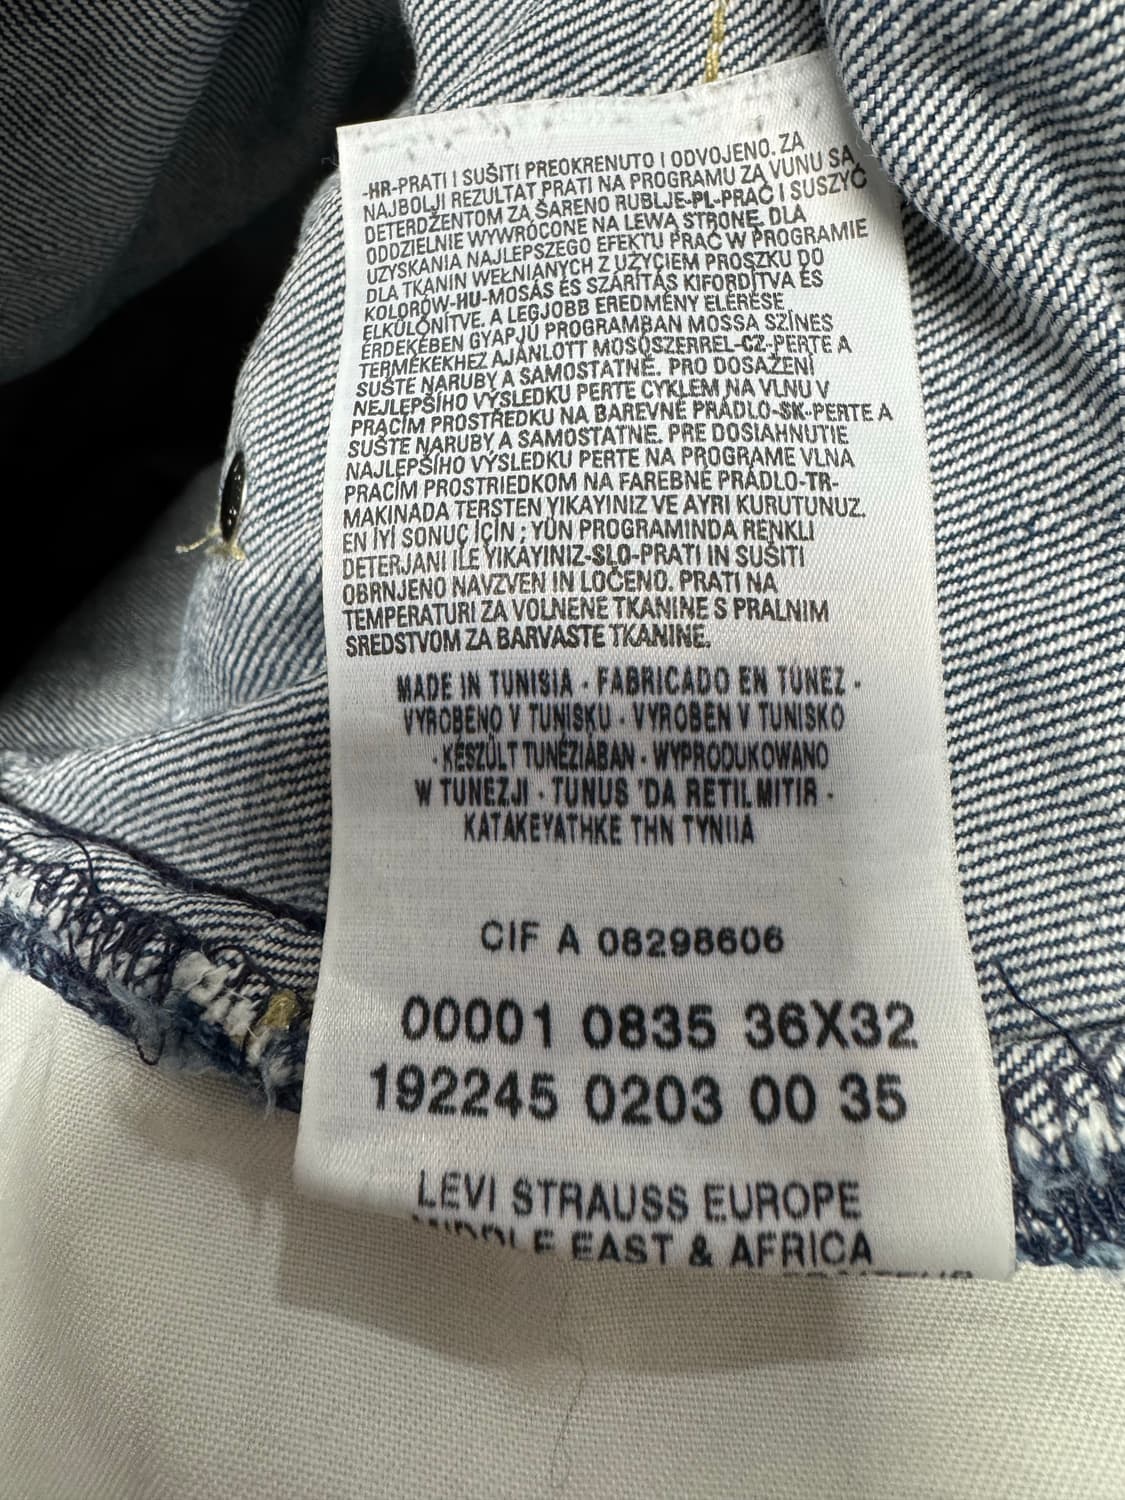 -HR-PRATI I SUŠITI PREOKRENUTO I ODVOJENO. ZA
NAJBOLJI REZULTAT PRATI NA PROGRAMU ZA VUNU SA
DETERDŽENTOM ZA ŠARENO RUBLJE-PL-PRAĆ I SUSZYĆ
ODDZIELNIE WYWRÓCONE NA LEWĄ STRONĘ. DLA
UZYSKANIA NAJLEPSZEGO EFEKTU PRAĆ W PROGRAMIE
DLA TKANIN WEŁNIANYCH Z UŻYCIEM PROSZKU DO
KOLORÓW-HU-MOSÁS ÉS SZÁRÍTÁS KIFORDÍTVA ÉS
ELKÜLÖNÍTVE. A LEGJOBB EREDMÉNY ELÉRÉSE
ÉRDEKÉBEN GYAPJÚ PROGRAMBAN MOSSA SZÍNES
TERMÉKEKHEZ AJÁNLOTT MOSÓSZERREL-CZ-PERTE A
SUŠTE NARUBY A SAMOSTATNĚ. PRO DOSAŽENÍ
NEJLEPŠÍHO VÝSLEDKU PERTE CYKLEM NA VLNU V
PRACÍM PROSTŘEDKU NA BAREVNÉ PRÁDLO-SK-PERTE A
SUŠTE NARUBY A SAMOSTATNE. PRE DOSIAHNUTIE
NAJLEPŠÍHO VÝSLEDKU PERTE NA PROGRAME VLNA
PRACÍM PROSTRIEDKOM NA FAREBNÉ PRÁDLO-TR-
MAKINADA TERSTEN YIKAYINIZ VE AYRI KURUTUNUZ.
EN İYİ SONUÇ İÇİN ; YÜN PROGRAMINDA RENKLI
DETERJANI ILE YIKAYINIZ-SLO-PRATI IN SUŠITI
OBRNJENO NAVZVEN IN LOČENO. PRATI NA
TEMPERATURI ZA VOLNENE TKANINE S PRALNIM
SREDSTVOM ZA BARVASTE TKANINE.
MADE IN TUNISIA · FABRICADO EN TÚNEZ ·
VYROBENO V TUNISKU · VYROBEN V TUNISKO
· KÉSZÜLT TUNÉZIÁBAN · WYPRODUKOWANO
W TUNEZJI · TUNUS 'DA RETILMITIR ·
KATAKEYATHKE THN TYNIIA
CIF A 08298606
00001 0835 36X32
192245 0203 00 35
LEVI STRAUSS EUROPE
MIDDLE EAST & AFRICA